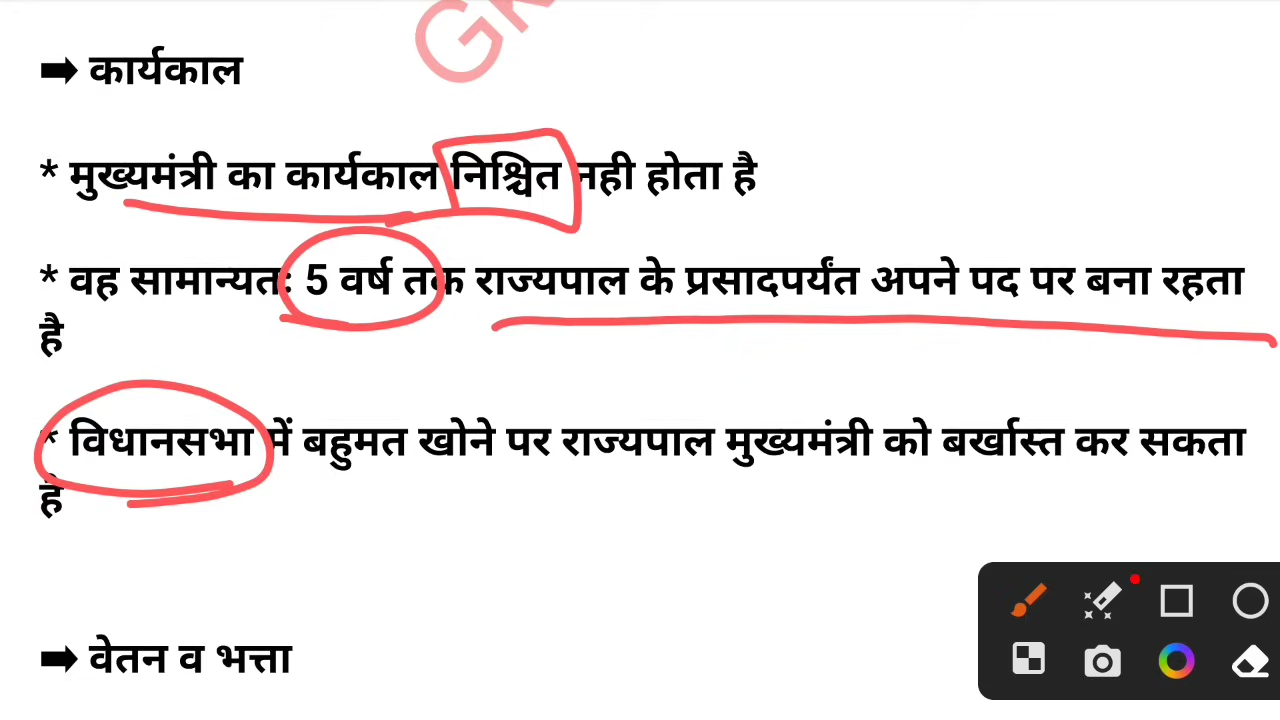 ➡ कार्यकाल
* मुख्यमंत्री का कार्यकाल निश्चित नही होता है
* वह सामान्यतः 5 वर्ष तक राज्यपाल के प्रसादपर्यंत अपने पद पर बना रहता
है
* विधानसभा में बहुमत खोने पर राज्यपाल मुख्यमंत्री को बर्खास्त कर सकता
है
➡ वेतन व भत्ता